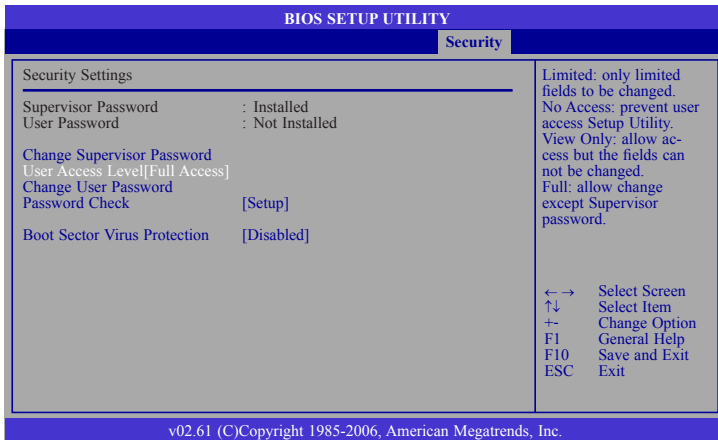 BIOS SETUP UTILITY
Security
Security Settings
Supervisor Password : Installed
User Password : Not Installed
Change Supervisor Password
User Access Level[Full Access]
Change User Password
Password Check [Setup]
Boot Sector Virus Protection [Disabled]
Limited: only limited
fields to be changed.
No Access: prevent user
access Setup Utility.
View Only: allow ac-
cess but the fields can
not be changed.
Full: allow change
except Supervisor
password.
←→ Select Screen
↑↓ Select Item
+- Change Option
F1 General Help
F10 Save and Exit
ESC Exit
v02.61 (C)Copyright 1985-2006, American Megatrends, Inc.